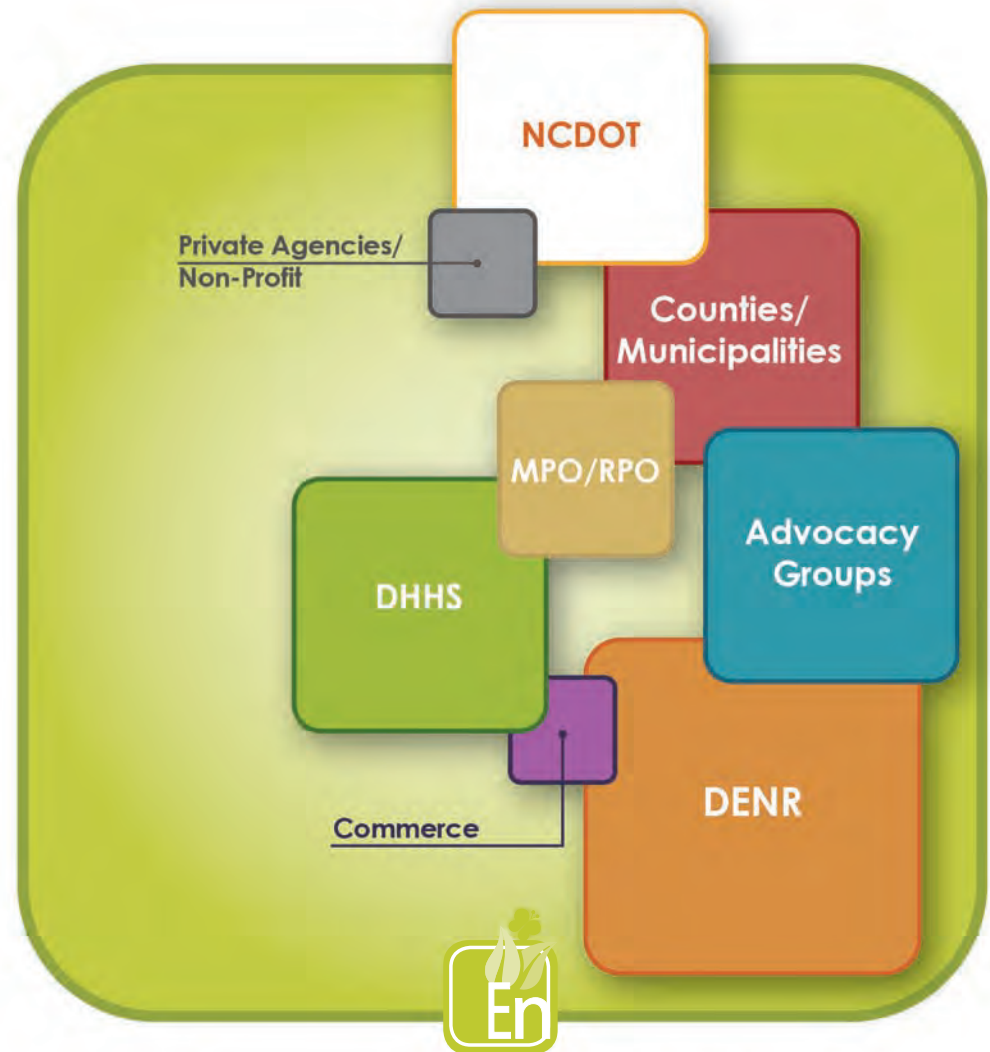 NCDOT
Private Agencies/
Non-Profit
Counties/
Municipalities
MPO/RPO
Advocacy
Groups
DHHS
DENR
Commerce
En